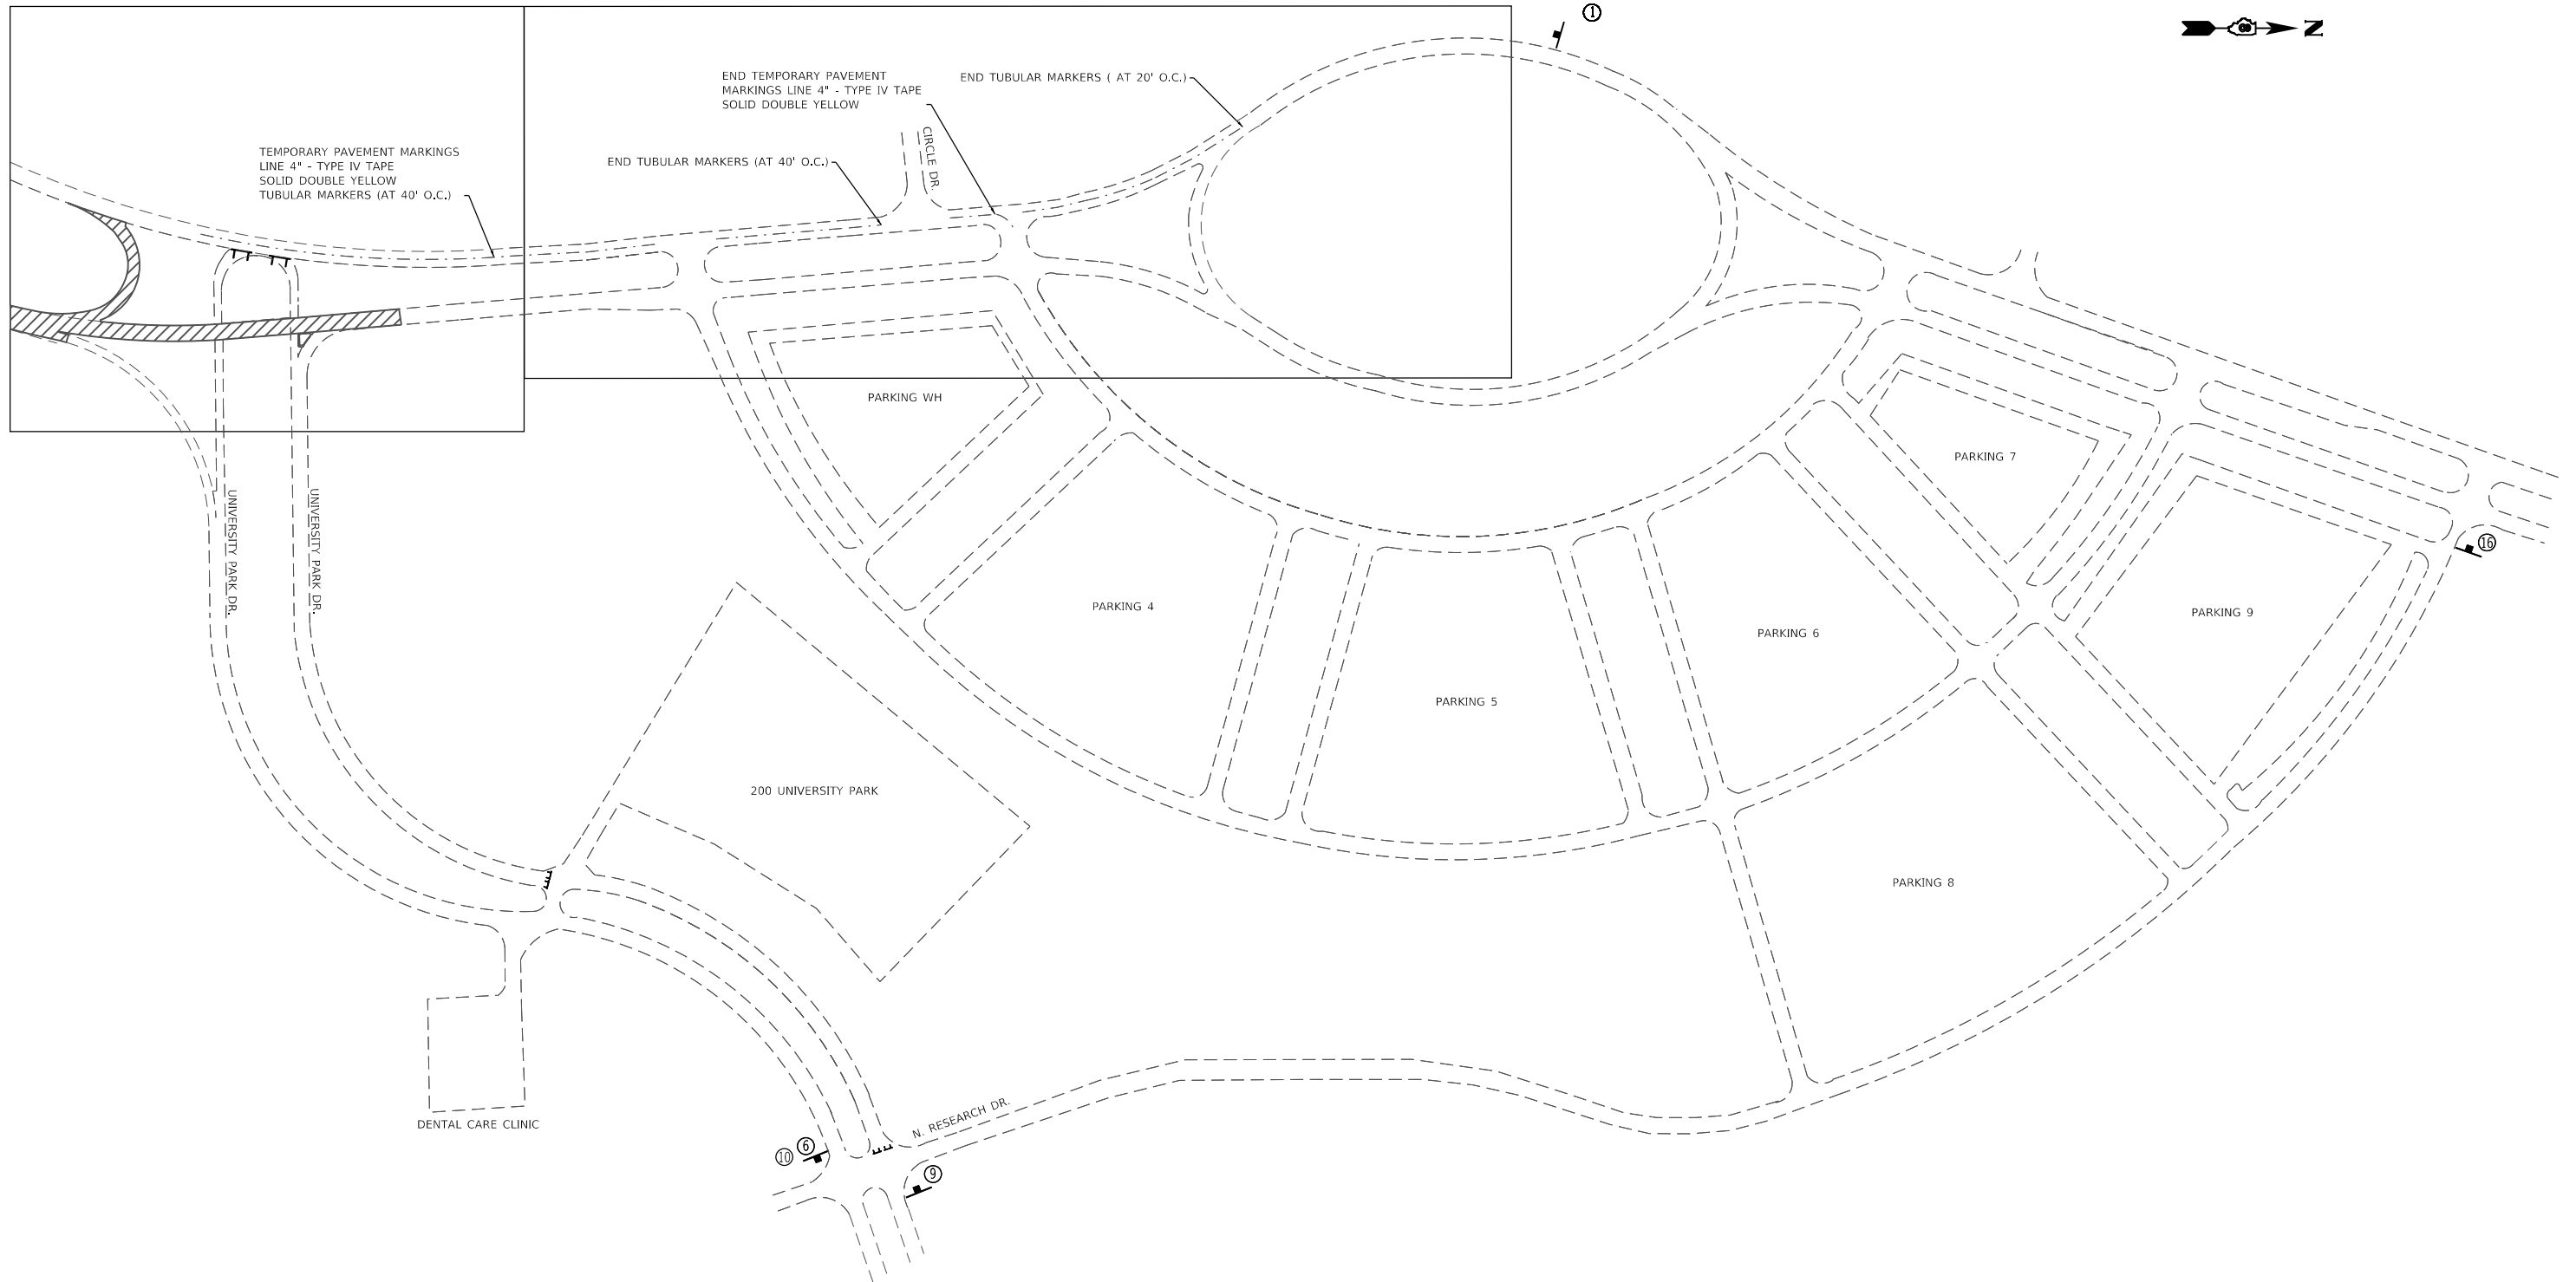 ①
N
END TEMPORARY PAVEMENT
MARKINGS LINE 4" - TYPE IV TAPE
SOLID DOUBLE YELLOW
END TUBULAR MARKERS ( AT 20' O.C.)
TEMPORARY PAVEMENT MARKINGS
LINE 4" - TYPE IV TAPE
SOLID DOUBLE YELLOW
TUBULAR MARKERS (AT 40' O.C.)
END TUBULAR MARKERS (AT 40' O.C.)
CIRCLE DR.
PARKING WH
PARKING 7
UNIVERSITY PARK DR.
UNIVERSITY PARK DR.
⑯
PARKING 4
PARKING 9
PARKING 6
PARKING 5
200 UNIVERSITY PARK
PARKING 8
DENTAL CARE CLINIC
N. RESEARCH DR.
⑩ ⑥
⑨